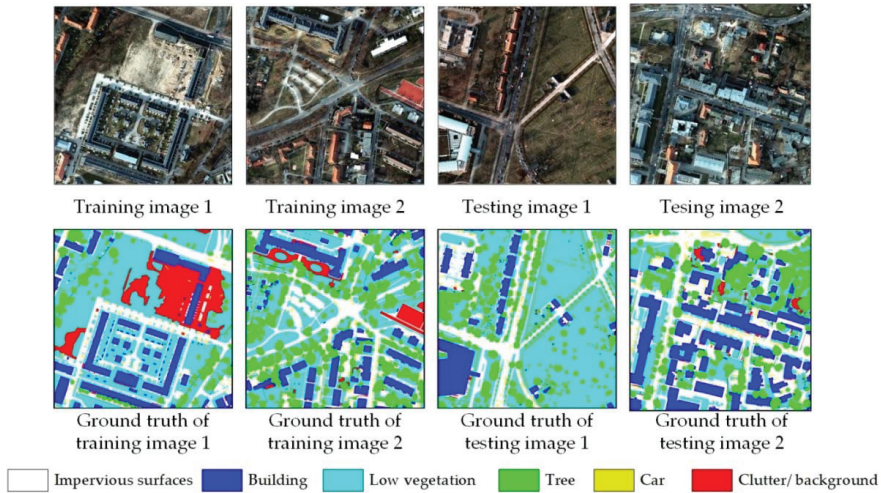 Training image 1 Training image 2 Testing image 1 Tesing image 2
Ground truth of training image 1
Ground truth of training image 2
Ground truth of testing image 1
Ground truth of testing image 2
Impervious surfaces Building Low vegetation Tree Car Clutter/ background